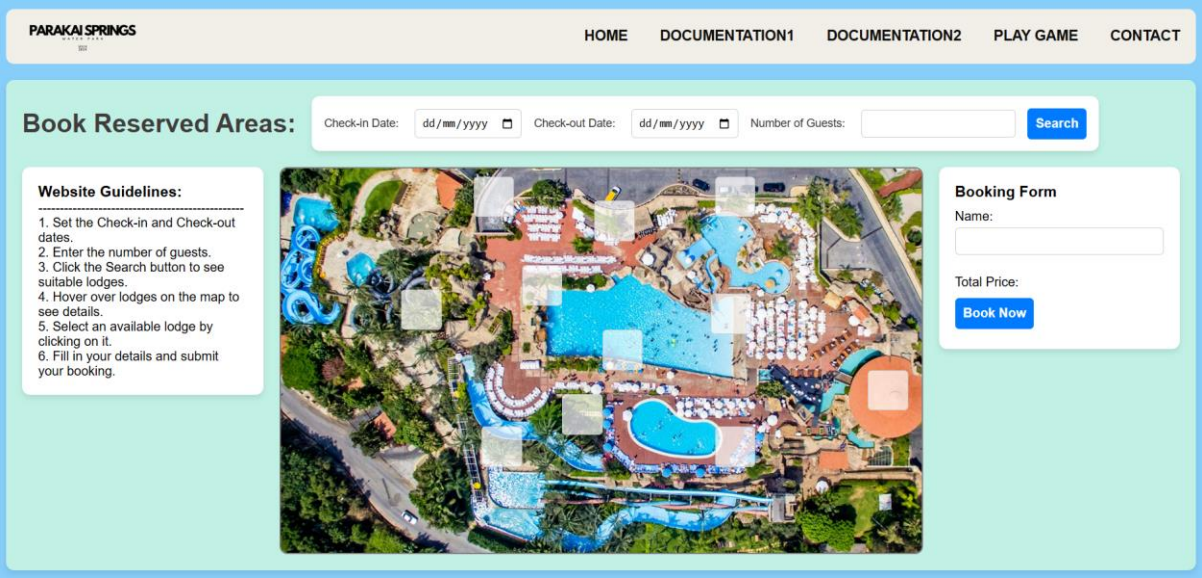 PARAKAI SPRINGS
WATER PARK
HOME DOCUMENTATION1 DOCUMENTATION2 PLAY GAME CONTACT
Book Reserved Areas:
Check-in Date: dd/mm/yyyy Check-out Date: dd/mm/yyyy Number of Guests: Search
Website Guidelines:
------------------------------------------------
1. Set the Check-in and Check-out
dates.
2. Enter the number of guests.
3. Click the Search button to see
suitable lodges.
4. Hover over lodges on the map to
see details.
5. Select an available lodge by
clicking on it.
6. Fill in your details and submit
your booking.
Booking Form
Name:
Total Price:
Book Now